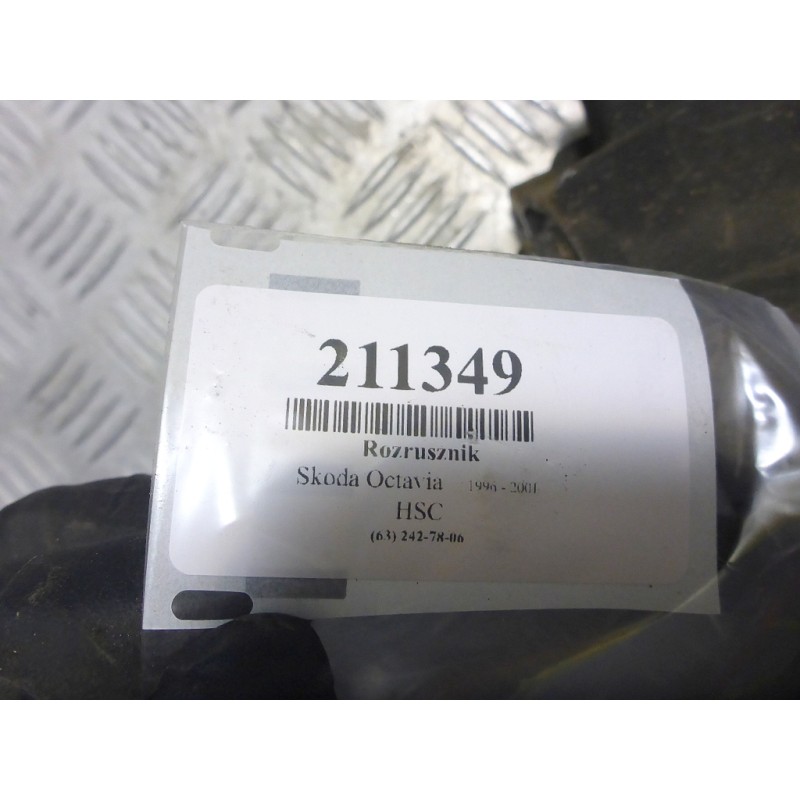 211349
Rozrusznik
Skoda Octavia 1996 - 2001
HSC
(63) 242-78-06